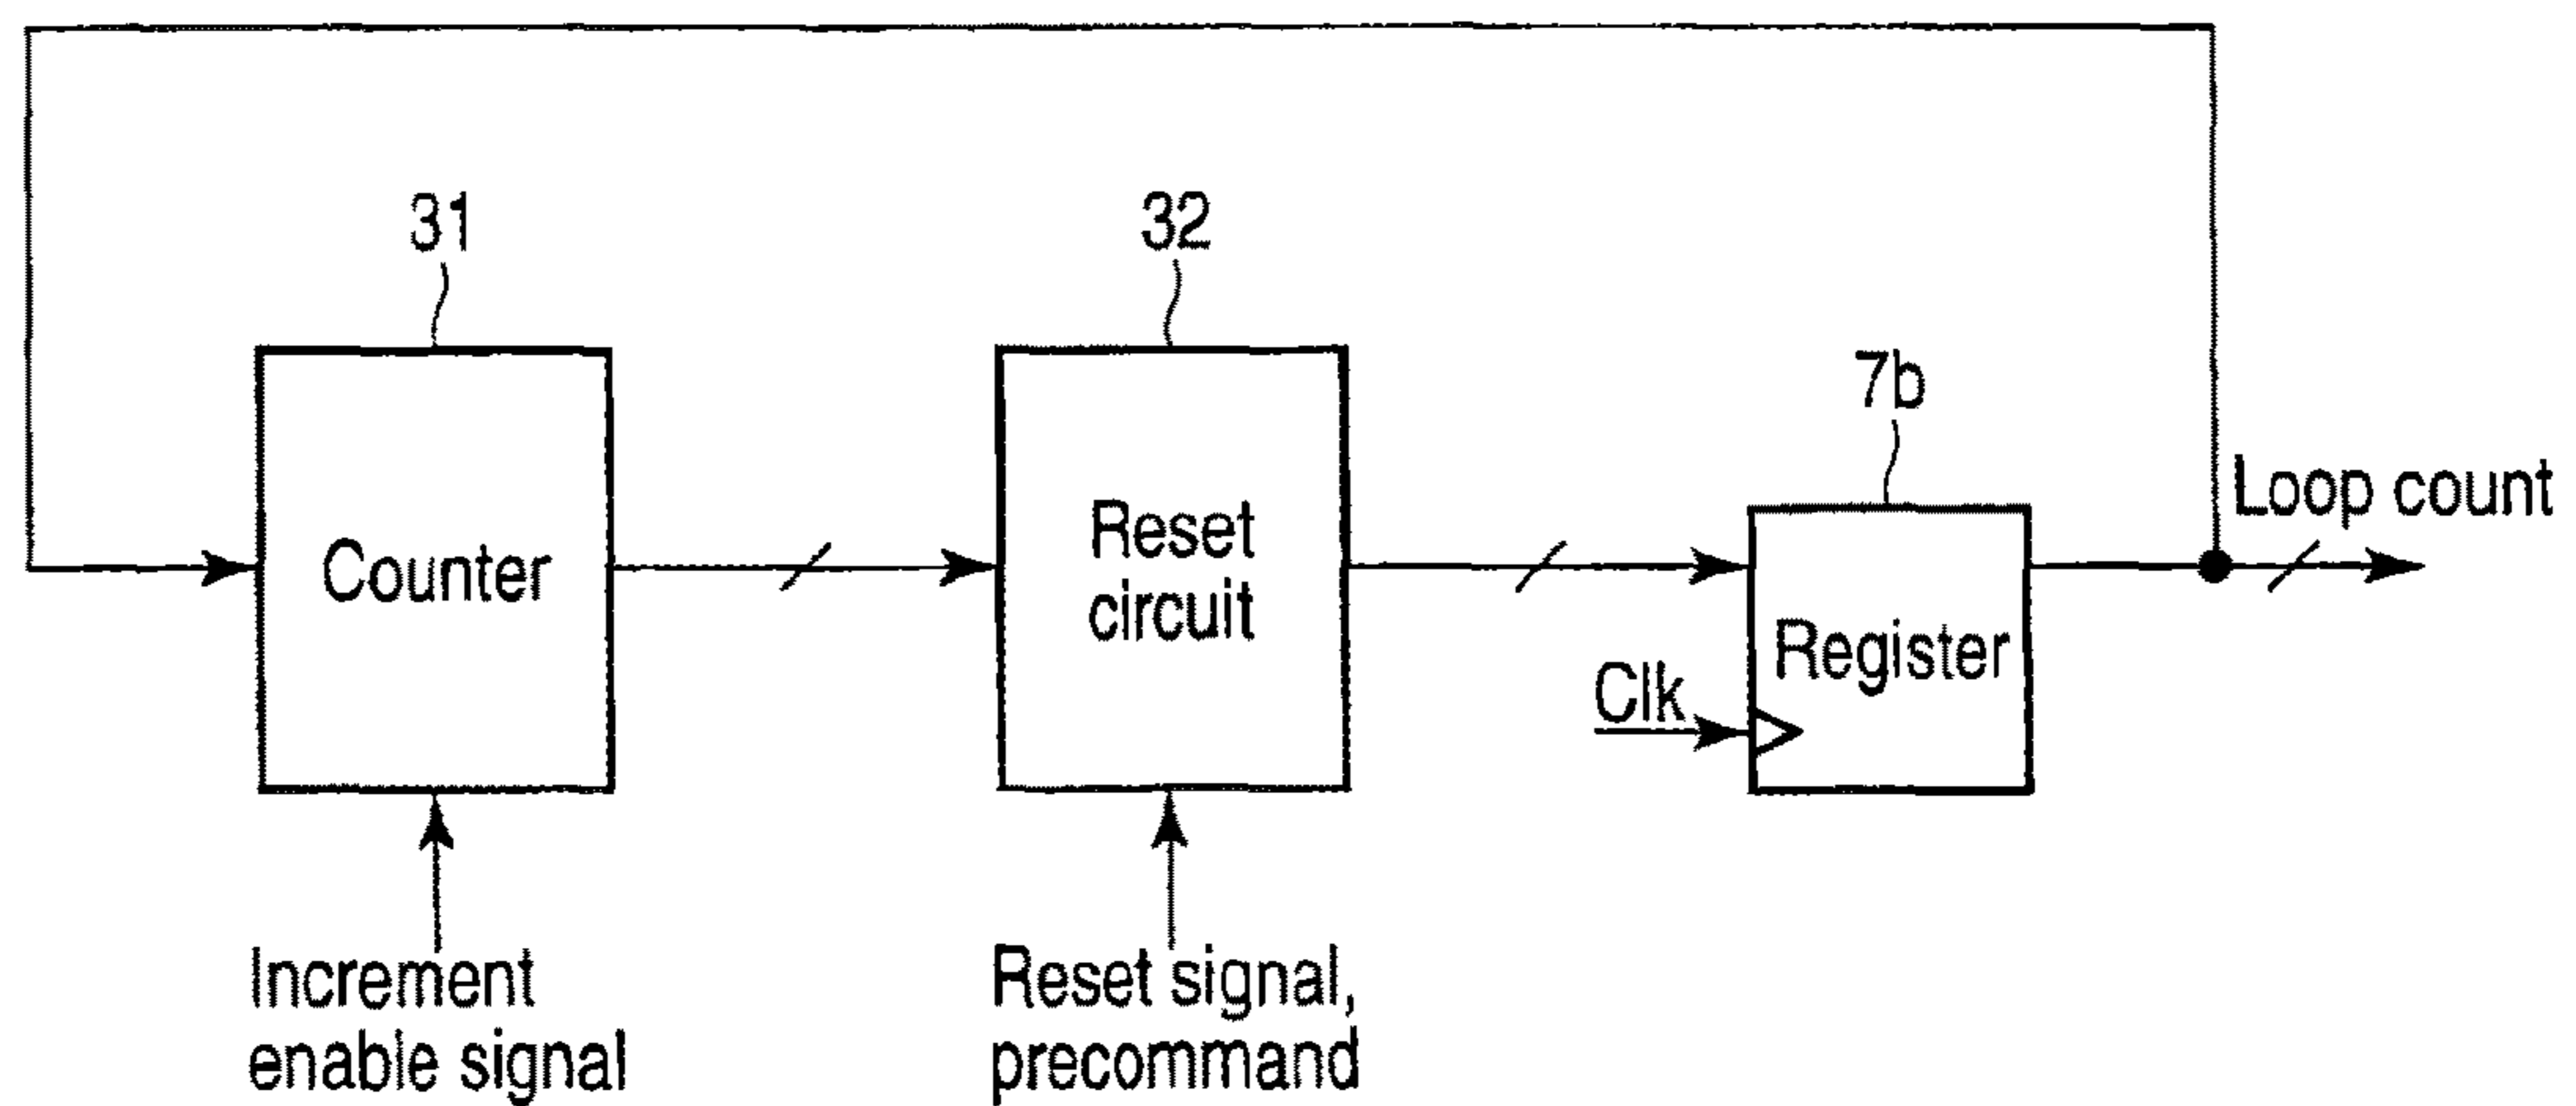 31
32
7b
Loop count
Counter
Reset
circuit
Register
Clk
Increment
enable signal
Reset signal,
precommand